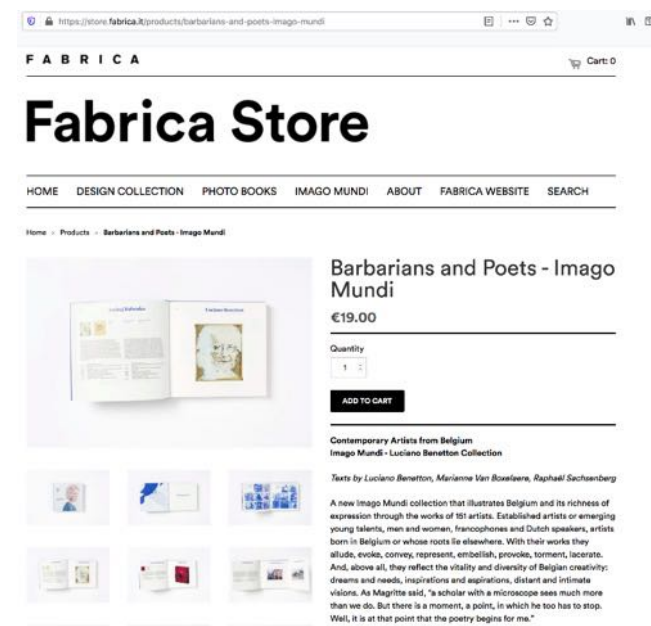 https://store.fabrica.it/products/barbarians-and-poets-imago-mundi
FABRICA
Cart: 0
Fabrica Store
HOME DESIGN COLLECTION PHOTO BOOKS IMAGO MUNDI ABOUT FABRICA WEBSITE SEARCH
Home › Products › Barbarians and Poets - Imago Mundi
Barbarians and Poets - Imago
Mundi
€19.00
Quantity
1
ADD TO CART
Contemporary Artists from Belgium
Imago Mundi - Luciano Benetton Collection
Texts by Luciano Benetton, Marianne Van Boxelaere, Raphaël Sachsenberg
A new Imago Mundi collection that illustrates Belgium and its richness of
expression through the works of 151 artists. Established artists or emerging
young talents, men and women, francophones and Dutch speakers, artists
born in Belgium or whose roots lie elsewhere. With their works they
allude, evoke, convey, represent, embellish, provoke, torment, lacerate.
And, above all, they reflect the vitality and diversity of Belgian creativity:
dreams and needs, inspirations and aspirations, distant and intimate
visions. As Magritte said, "a scholar with a microscope sees much more
than we do. But there is a moment, a point, in which he too has to stop.
Well, it is at that point that the poetry begins for me."